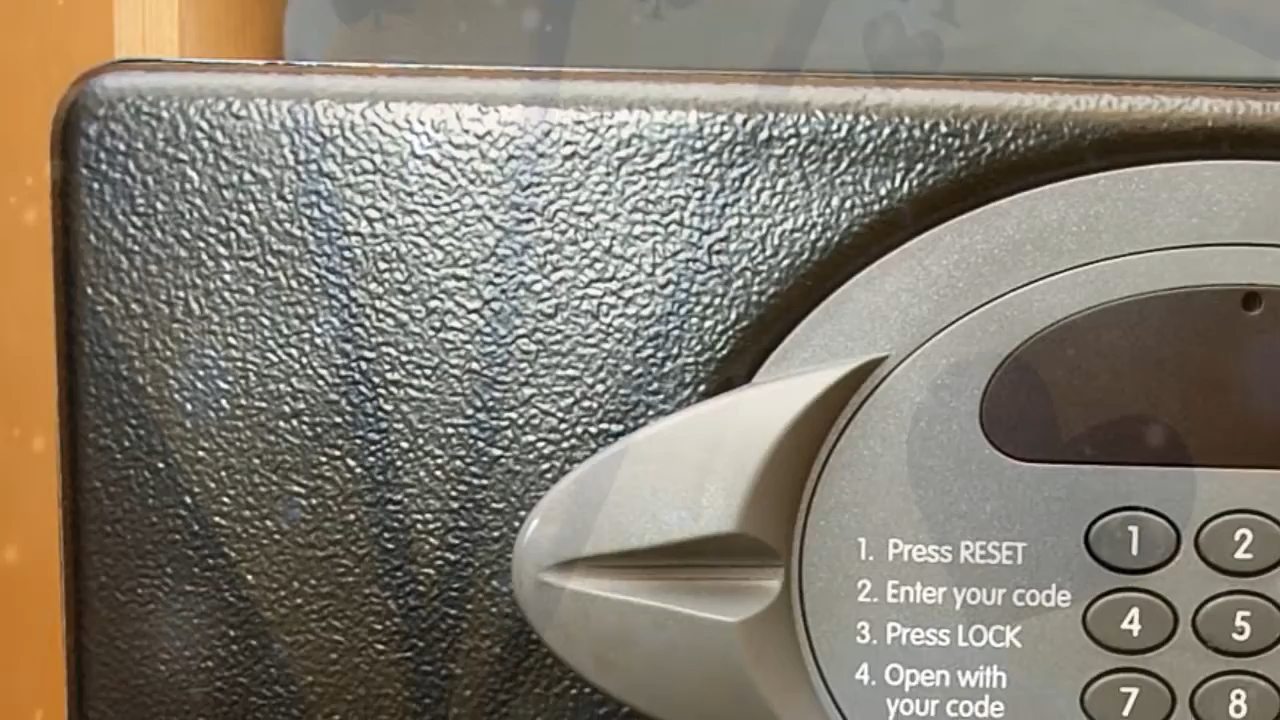 1. Press RESET
2. Enter your code
3. Press LOCK
4. Open with
your code
1 2
4 5
7 8